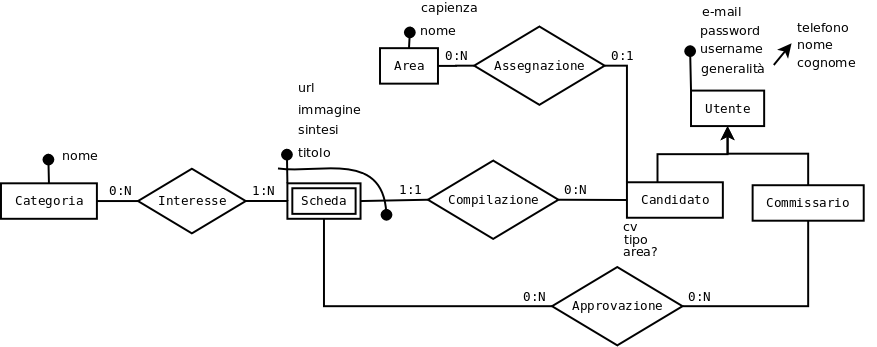 capienza
nome
Area
0:N
Assegnazione
0:1
e-mail
password
username
generalità
telefono
nome
cognome
Utente
url
immagine
sintesi
titolo
nome
Categoria
0:N
Interesse
1:N
Scheda
1:1
Compilazione
0:N
Candidato
cv
tipo
area?
Commissario
0:N
Approvazione
0:N